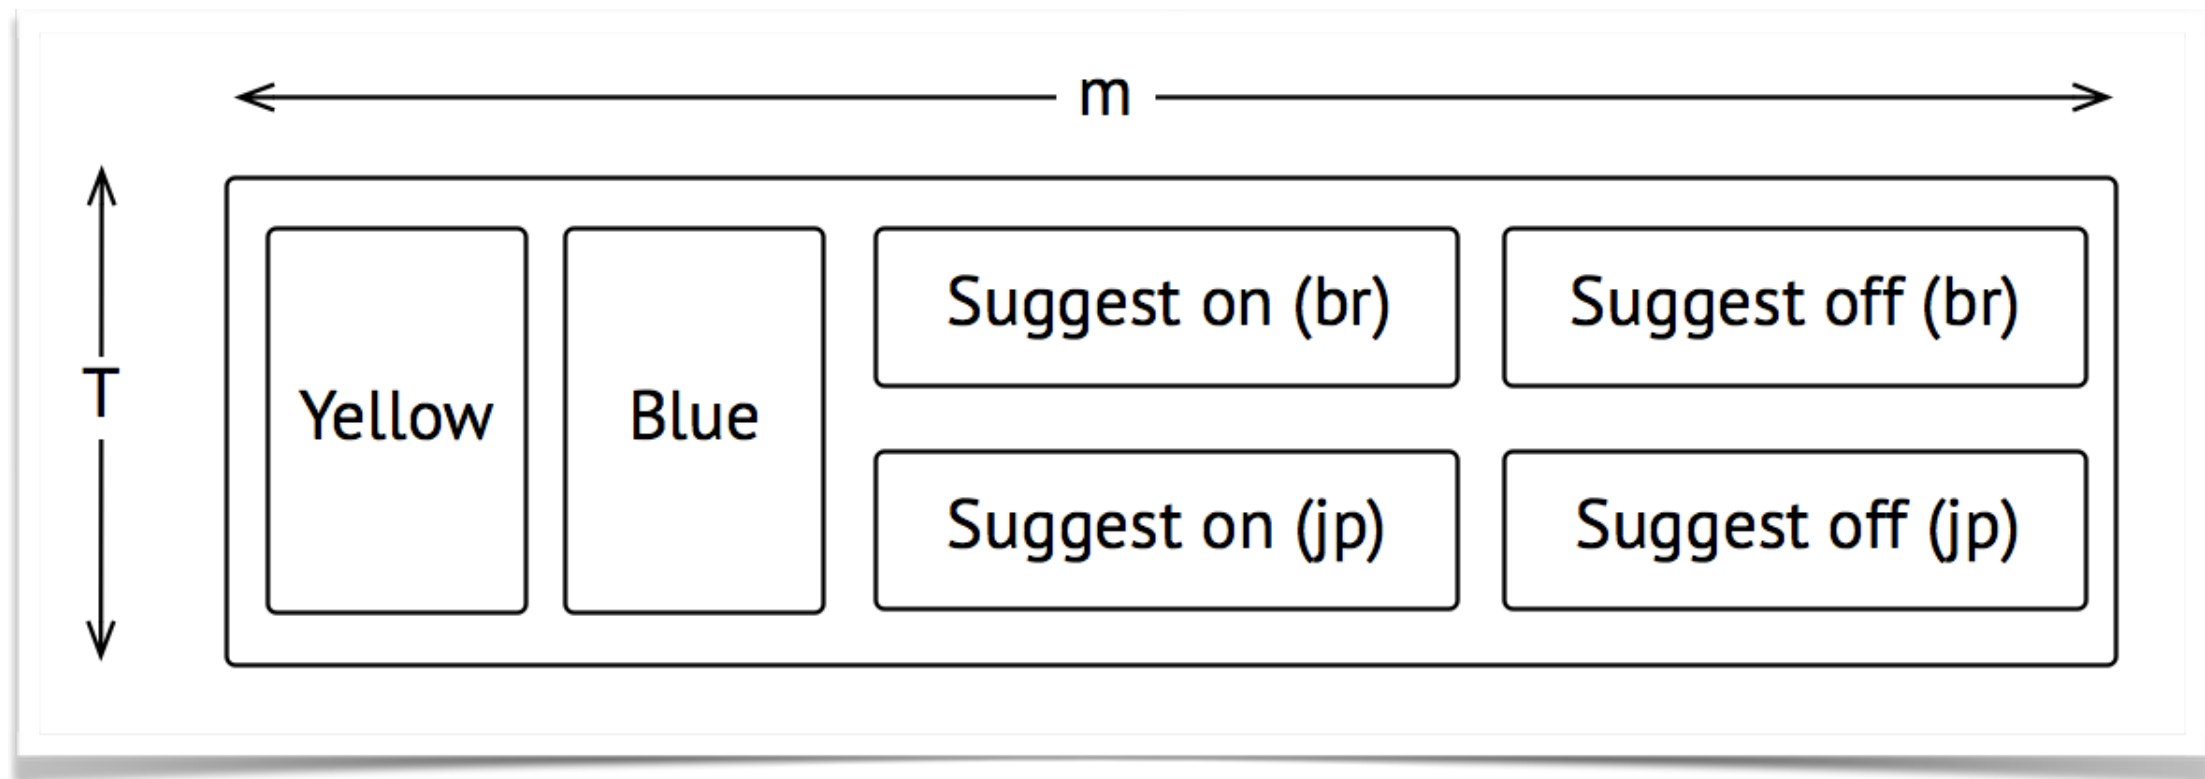 m
T
Yellow
Blue
Suggest on (br)
Suggest off (br)
Suggest on (jp)
Suggest off (jp)